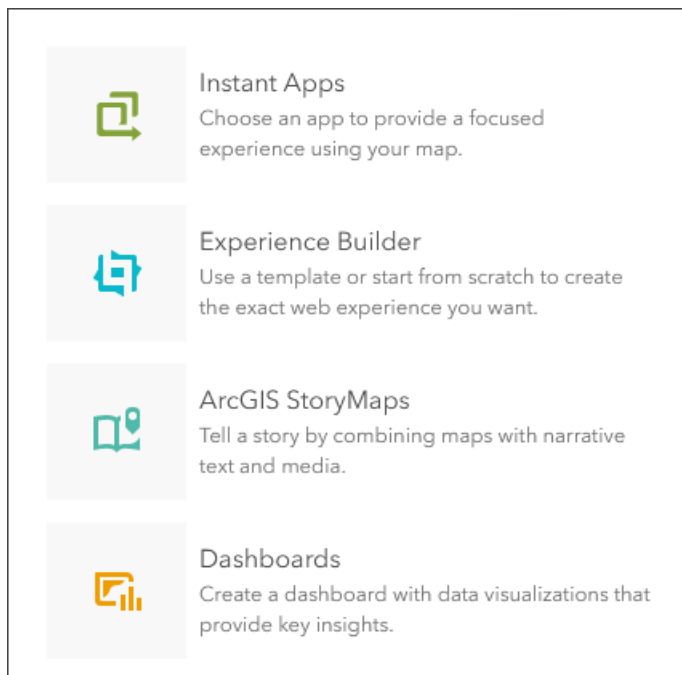 Instant Apps
Choose an app to provide a focused
experience using your map.
Experience Builder
Use a template or start from scratch to create
the exact web experience you want.
ArcGIS StoryMaps
Tell a story by combining maps with narrative
text and media.
Dashboards
Create a dashboard with data visualizations that
provide key insights.